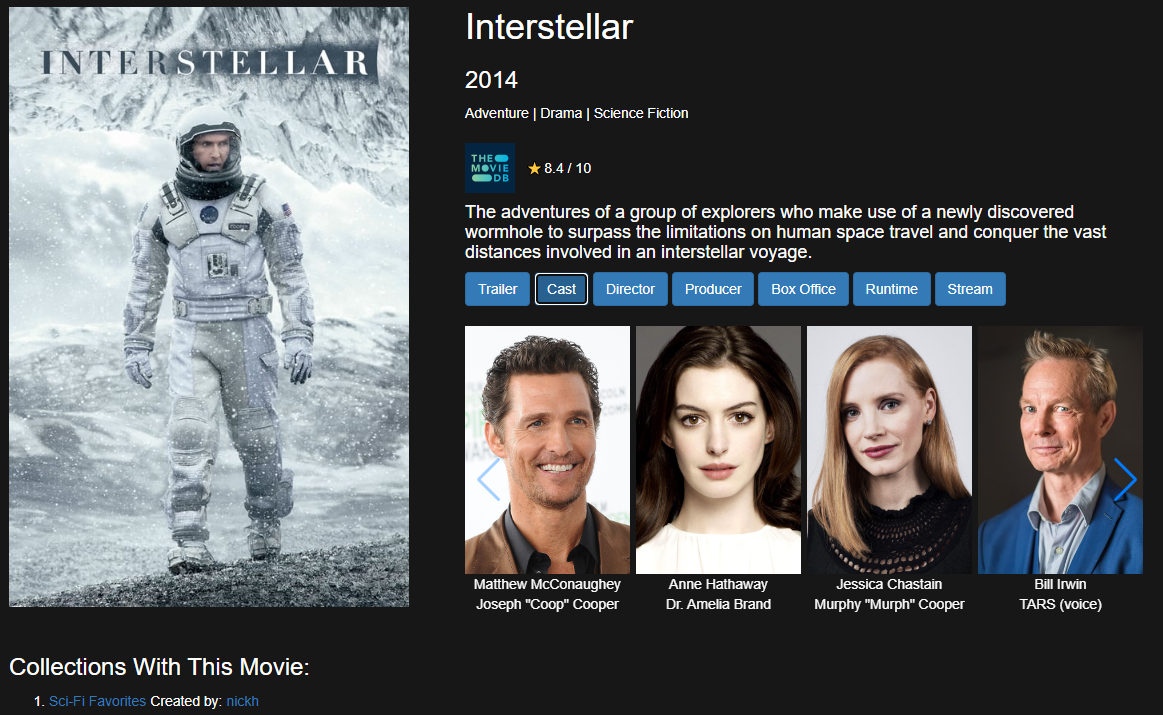 INTERSTELLAR
Interstellar
2014
Adventure | Drama | Science Fiction
THE
MOVIE
DB
8.4 / 10
The adventures of a group of explorers who make use of a newly discovered
wormhole to surpass the limitations on human space travel and conquer the vast
distances involved in an interstellar voyage.
Trailer Cast Director Producer Box Office Runtime Stream
Matthew McConaughey Anne Hathaway Jessica Chastain Bill Irwin
Joseph "Coop" Cooper Dr. Amelia Brand Murphy "Murph" Cooper TARS (voice)
Collections With This Movie:
1. Sci-Fi Favorites Created by: nickh